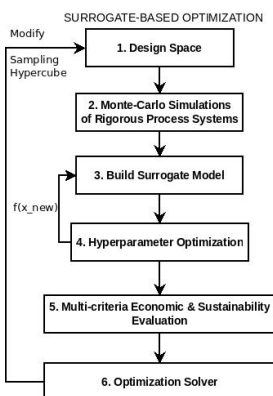 SURROGATE-BASED OPTIMIZATION
Modify
Sampling
Hypercube
1. Design Space
2. Monte-Carlo Simulations
of Rigorous Process Systems
3. Build Surrogate Model
f(x_new)
4. Hyperparameter Optimization
5. Multi-criteria Economic & Sustainability
Evaluation
6. Optimization Solver